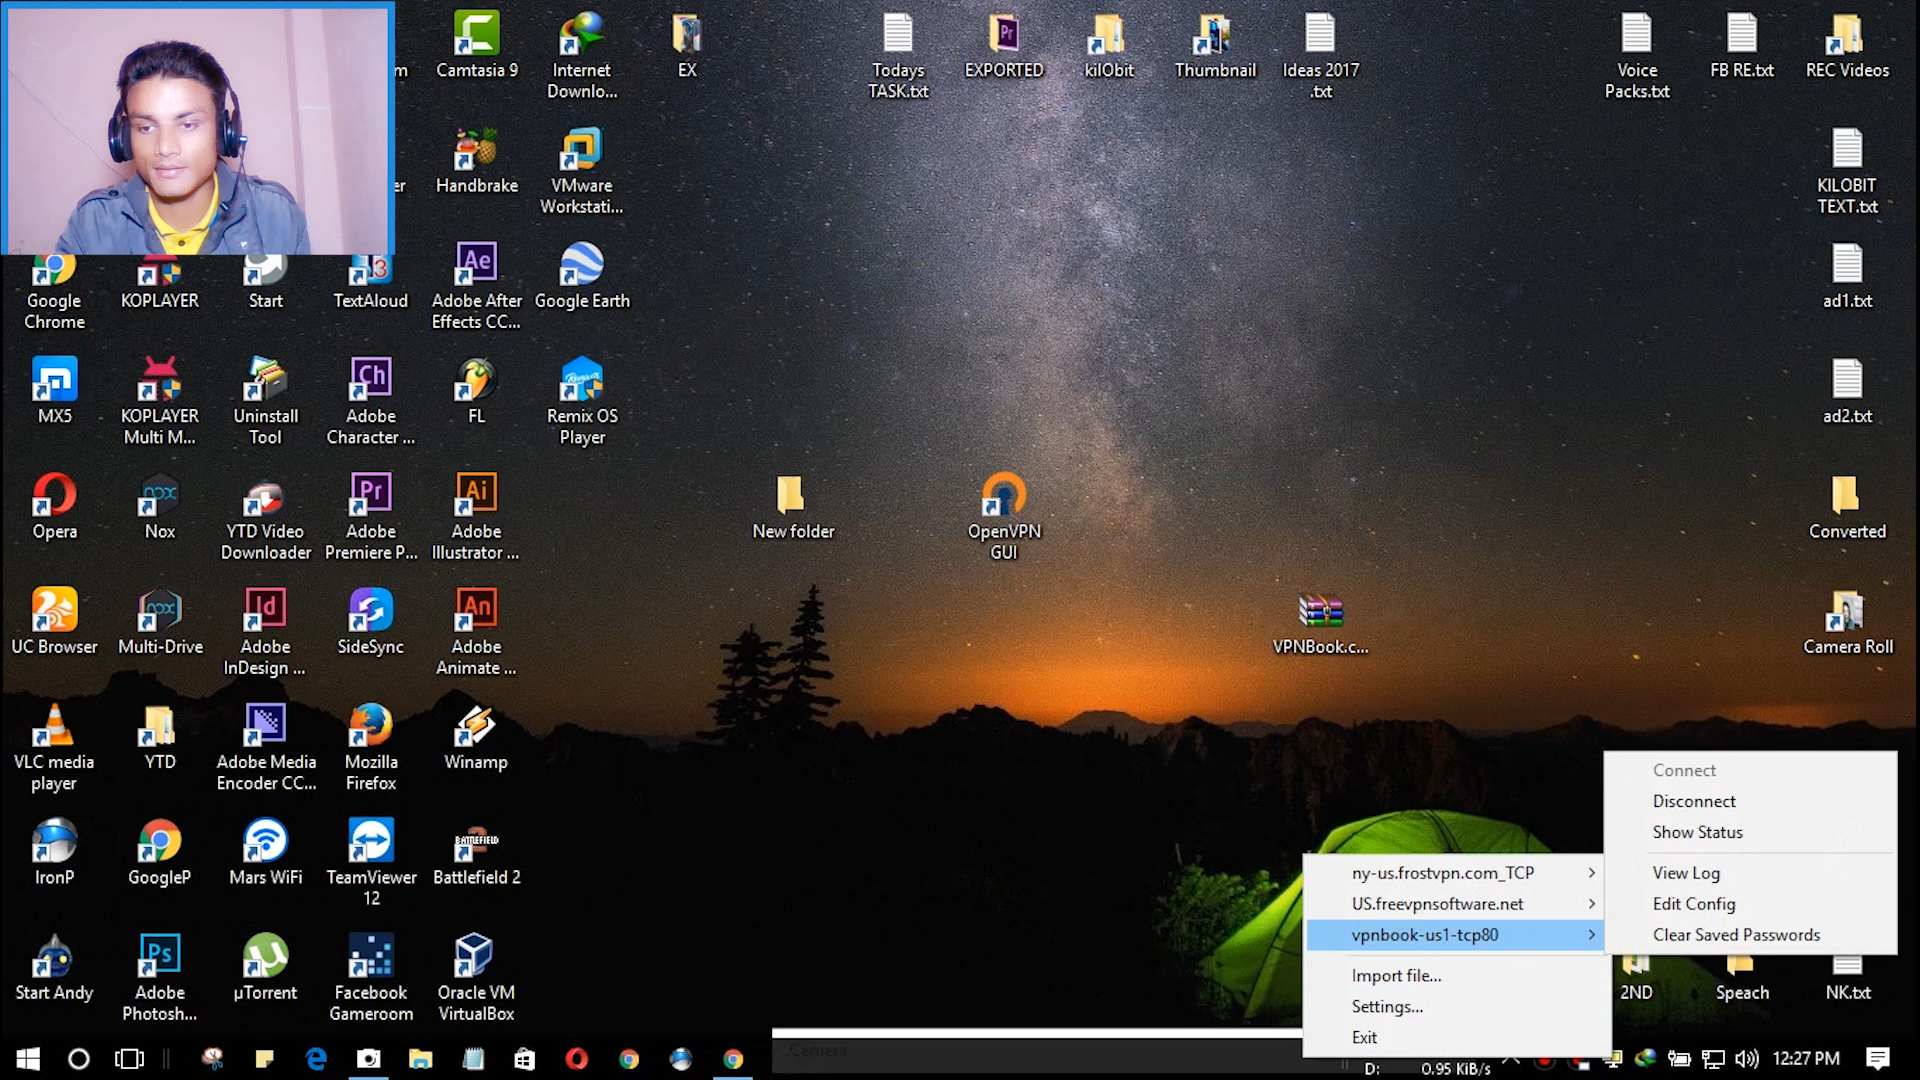 m
Camtasia 9
Internet
Downlo...
EX
Todays
TASK.txt
EXPORTED
kilObit
Thumbnail
Ideas 2017
.txt
Voice
Packs.txt
FB RE.txt
REC Videos
er
Handbrake
VMware
Workstati...
KILOBIT
TEXT.txt
Google
Chrome
KOPLAYER
Start
TextAloud
Adobe After
Effects CC...
Google Earth
ad1.txt
MX5
KOPLAYER
Multi M...
Uninstall
Tool
Adobe
Character ...
FL
Remix OS
Player
ad2.txt
Opera
Nox
YTD Video
Downloader
Adobe
Premiere P...
Adobe
Illustrator ...
New folder
OpenVPN
GUI
Converted
UC Browser
Multi-Drive
Adobe
InDesign ...
SideSync
Adobe
Animate ...
VPNBook.c...
Camera Roll
VLC media
player
YTD
Adobe Media
Encoder CC...
Mozilla
Firefox
Winamp
IronP
GoogleP
Mars WiFi
TeamViewer
12
Battlefield 2
Start Andy
Adobe
Photosh...
µTorrent
Facebook
Gameroom
Oracle VM
VirtualBox
2ND
Speach
NK.txt
Connect
Disconnect
Show Status
View Log
Edit Config
Clear Saved Passwords
ny-us.frostvpn.com_TCP
US.freevpnsoftware.net
vpnbook-us1-tcp80
Import file...
Settings...
Exit
Camera
D:
0.95 KiB/s
12:27 PM